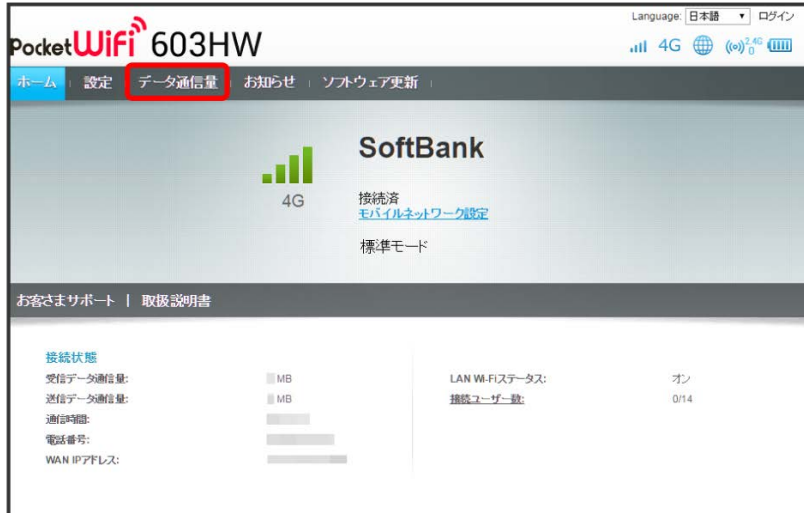 Language: 日本語 ログイン
Pocket WiFi 603HW
4G 2.4G 0
ホーム 設定 データ通信量 お知らせ ソフトウェア更新
SoftBank
4G
接続済
モバイルネットワーク設定
標準モード
お客さまサポート | 取扱説明書
接続状態
受信データ通信量: MB LAN Wi-Fiステータス: オン
送信データ通信量: MB 接続ユーザー数: 0/14
通信時間:
電話番号:
WAN IPアドレス: